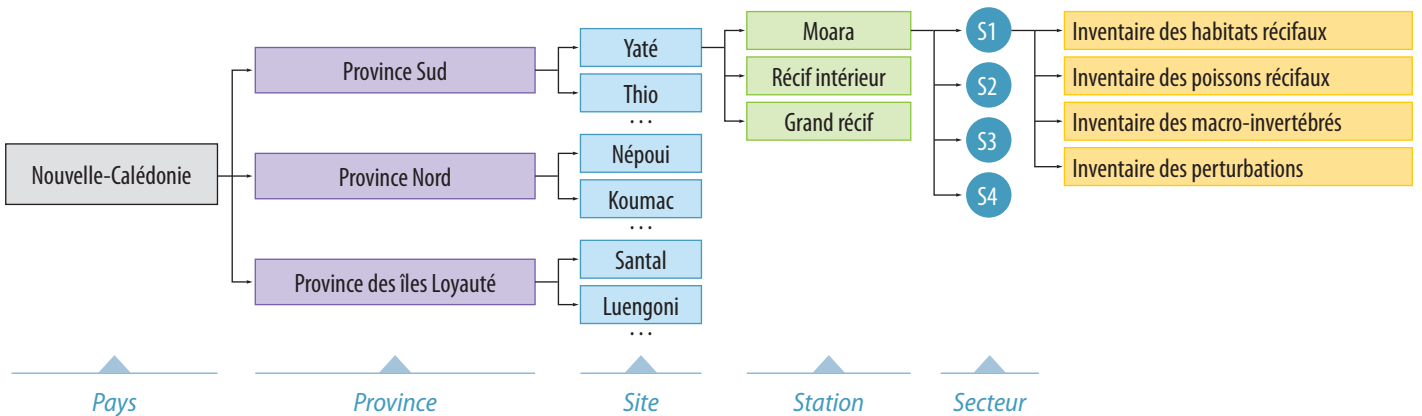 Nouvelle-Calédonie
Province Sud
Province Nord
Province des îles Loyauté
Yaté
Thio
...
Népoui
Koumac
...
Santal
Luengoni
...
Moara
Récif intérieur
Grand récif
S1
S2
S3
S4
Inventaire des habitats récifaux
Inventaire des poissons récifaux
Inventaire des macro-invertébrés
Inventaire des perturbations
Pays
Province
Site
Station
Secteur